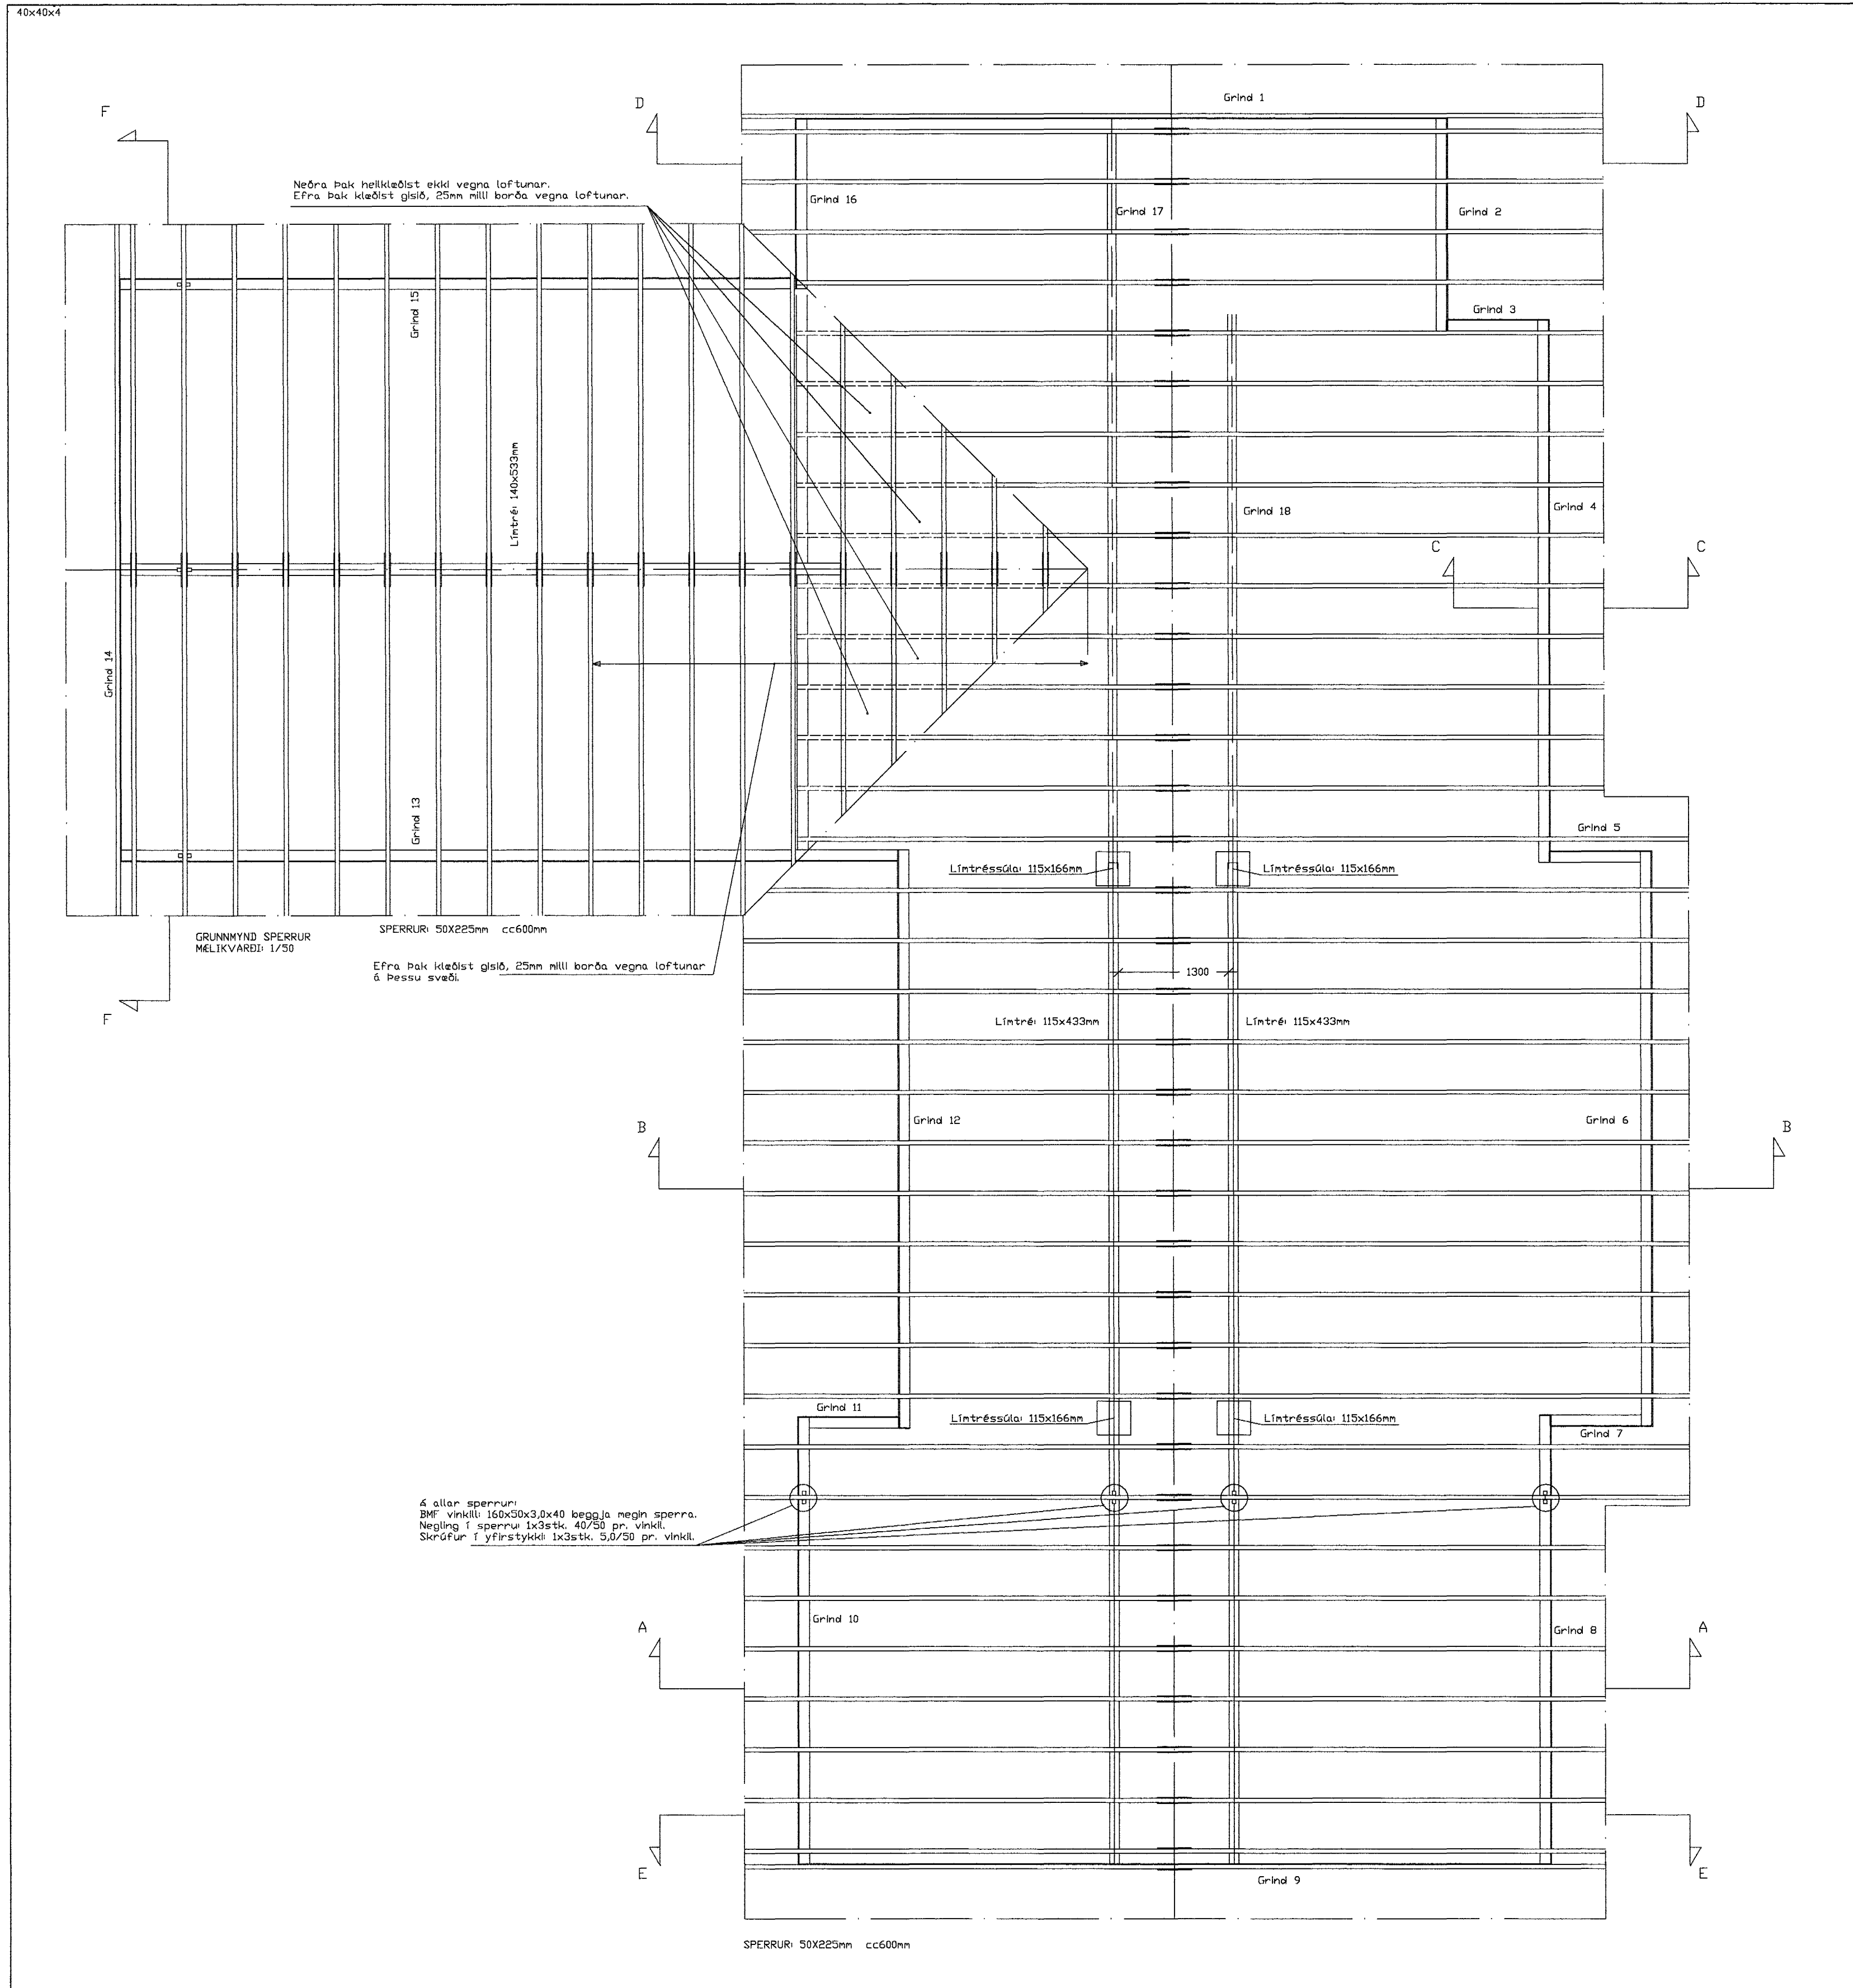 40x40x4
Grind 1
F
D
D
Neðra þak heilklæðist ekki vegna loftunar.
Efra þak klæðist gisið, 25mm milli borða vegna loftunar.
Grind 16
Grind 17
Grind 2
Grind 15
Grind 3
Límtré: 140x533mm
Grind 18
Grind 4
C
C
Grind 14
Grind 13
Grind 5
Límtréssúla: 115x166mm
Límtréssúla: 115x166mm
GRUNNMYND SPERRUR
MÆLIKVARÐI: 1/50
SPERRUR: 50X225mm cc600mm
Efra þak klæðist gisið, 25mm milli borða vegna loftunar
á þessu svæði.
1300
F
Límtré: 115x433mm
Límtré: 115x433mm
Grind 12
Grind 6
B
B
Grind 11
Límtréssúla: 115x166mm
Límtréssúla: 115x166mm
Grind 7
Á allar sperrur:
BMF vinkill: 160x50x3,0x40 beggja megin sperra.
Negling í sperru: 1x3stk. 40/50 pr. vinkil.
Skrúfur í yfirstykki: 1x3stk. 5,0/50 pr. vinkil.
Grind 10
Grind 8
A
A
E
E
Grind 9
SPERRUR: 50X225mm cc600mm